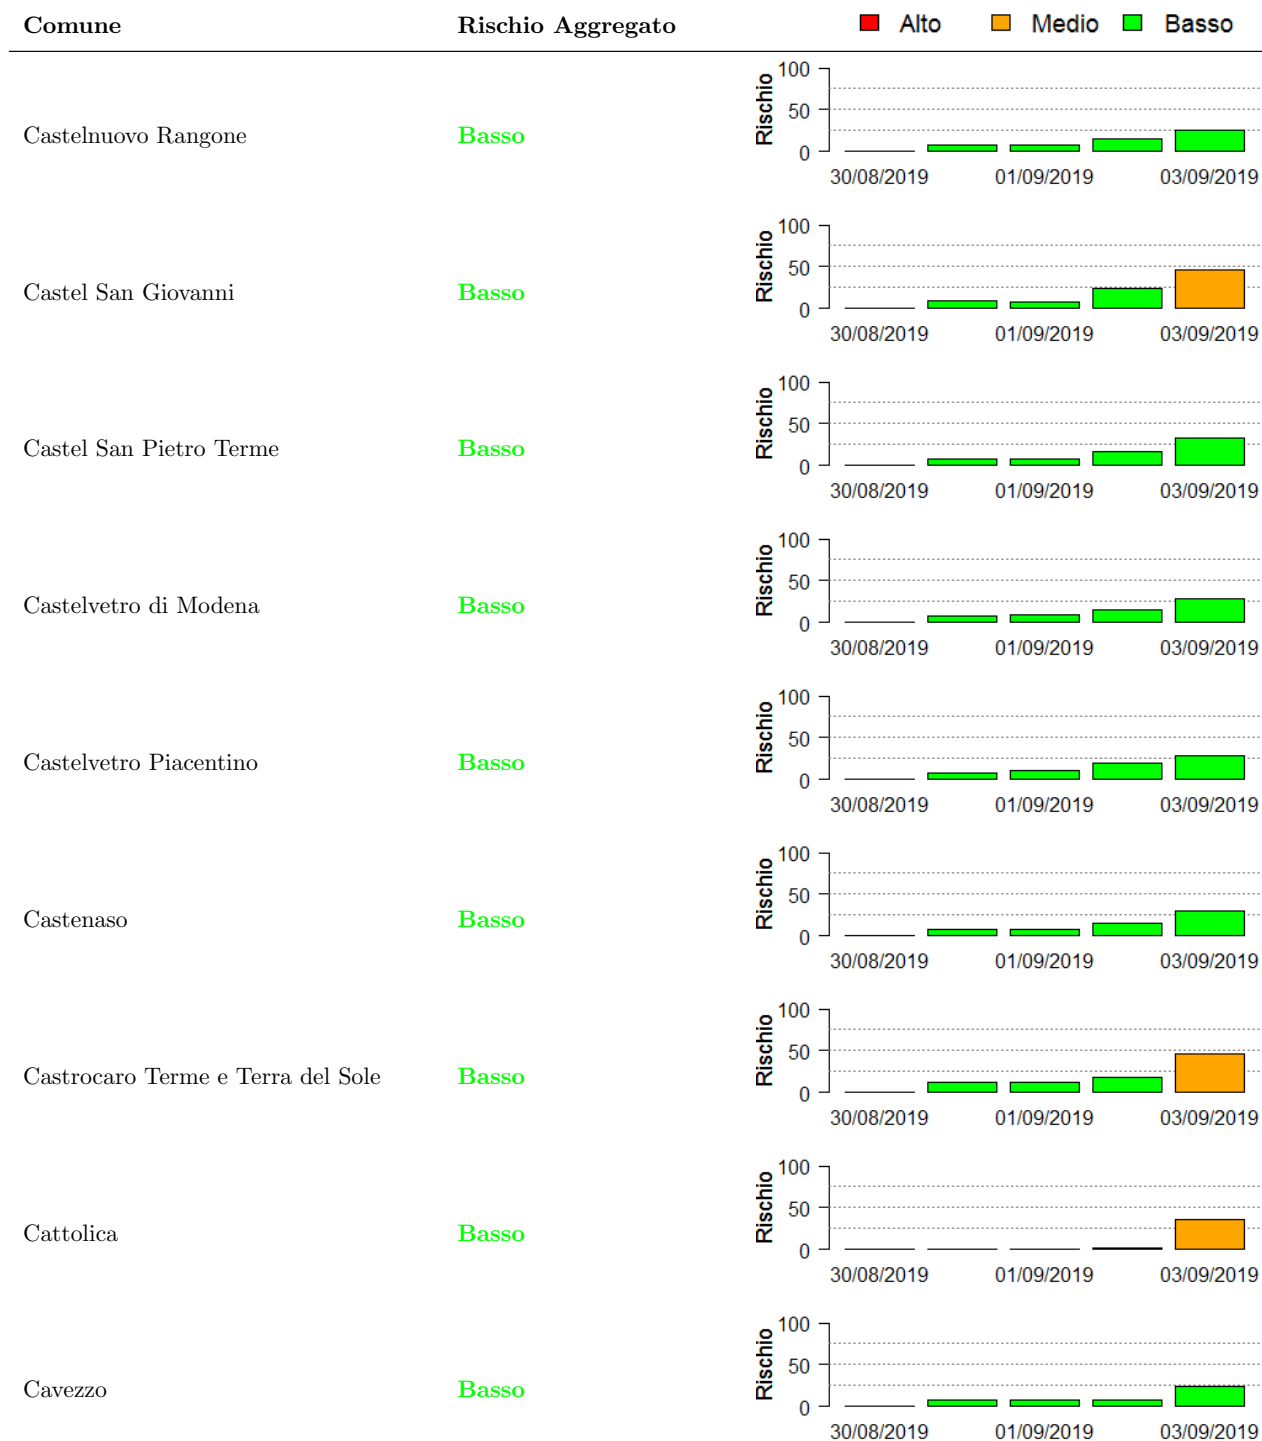 Comune Rischio Aggregato Alto Medio Basso
Castelnuovo Rangone Basso Rischio 100 50 0
30/08/2019 01/09/2019 03/09/2019
Castel San Giovanni Basso Rischio 100 50 0
30/08/2019 01/09/2019 03/09/2019
Castel San Pietro Terme Basso Rischio 100 50 0
30/08/2019 01/09/2019 03/09/2019
Castelvetro di Modena Basso Rischio 100 50 0
30/08/2019 01/09/2019 03/09/2019
Castelvetro Piacentino Basso Rischio 100 50 0
30/08/2019 01/09/2019 03/09/2019
Castenaso Basso Rischio 100 50 0
30/08/2019 01/09/2019 03/09/2019
Castrocaro Terme e Terra del Sole Basso Rischio 100 50 0
30/08/2019 01/09/2019 03/09/2019
Cattolica Basso Rischio 100 50 0
30/08/2019 01/09/2019 03/09/2019
Cavezzo Basso Rischio 100 50 0
30/08/2019 01/09/2019 03/09/2019